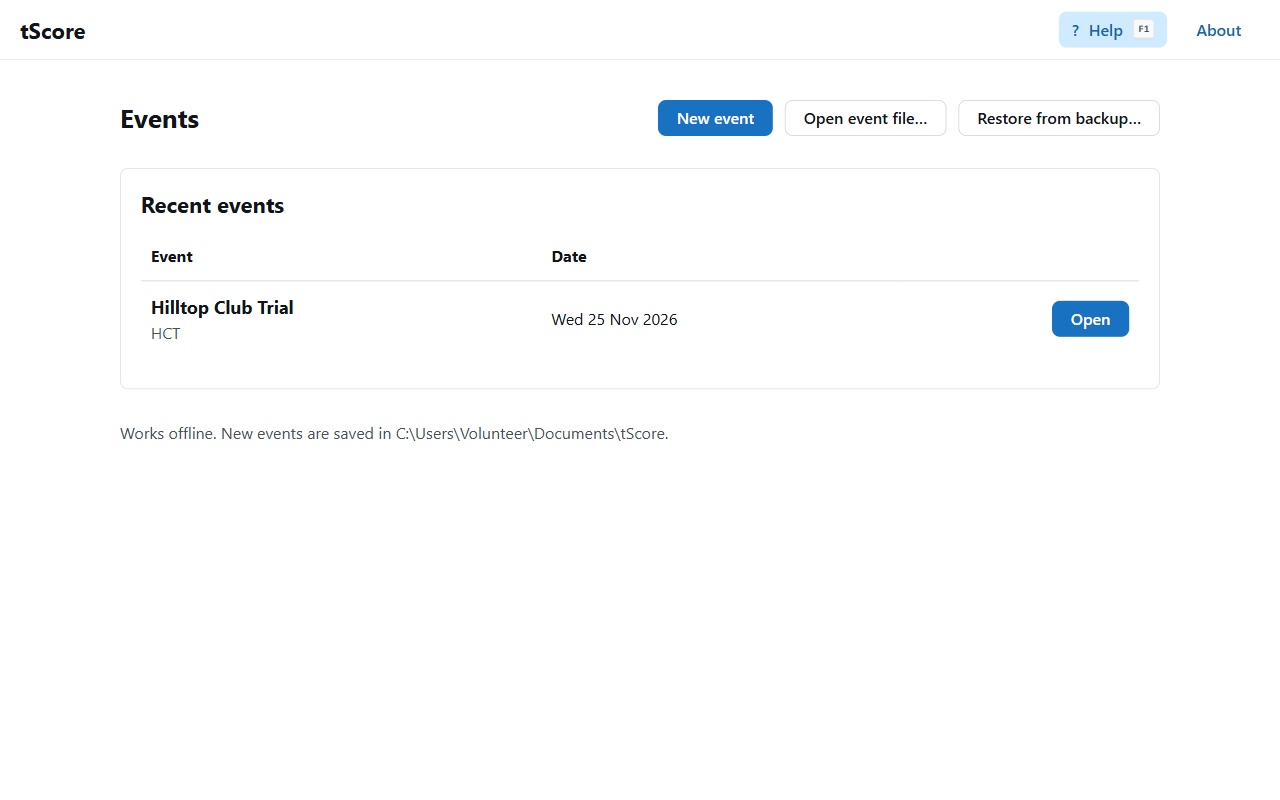 tScore
? Help F1
About
Events
New event
Open event file...
Restore from backup...
Recent events
Event Date
Hilltop Club Trial
HCT
Wed 25 Nov 2026
Open
Works offline. New events are saved in C:\Users\Volunteer\Documents\tScore.